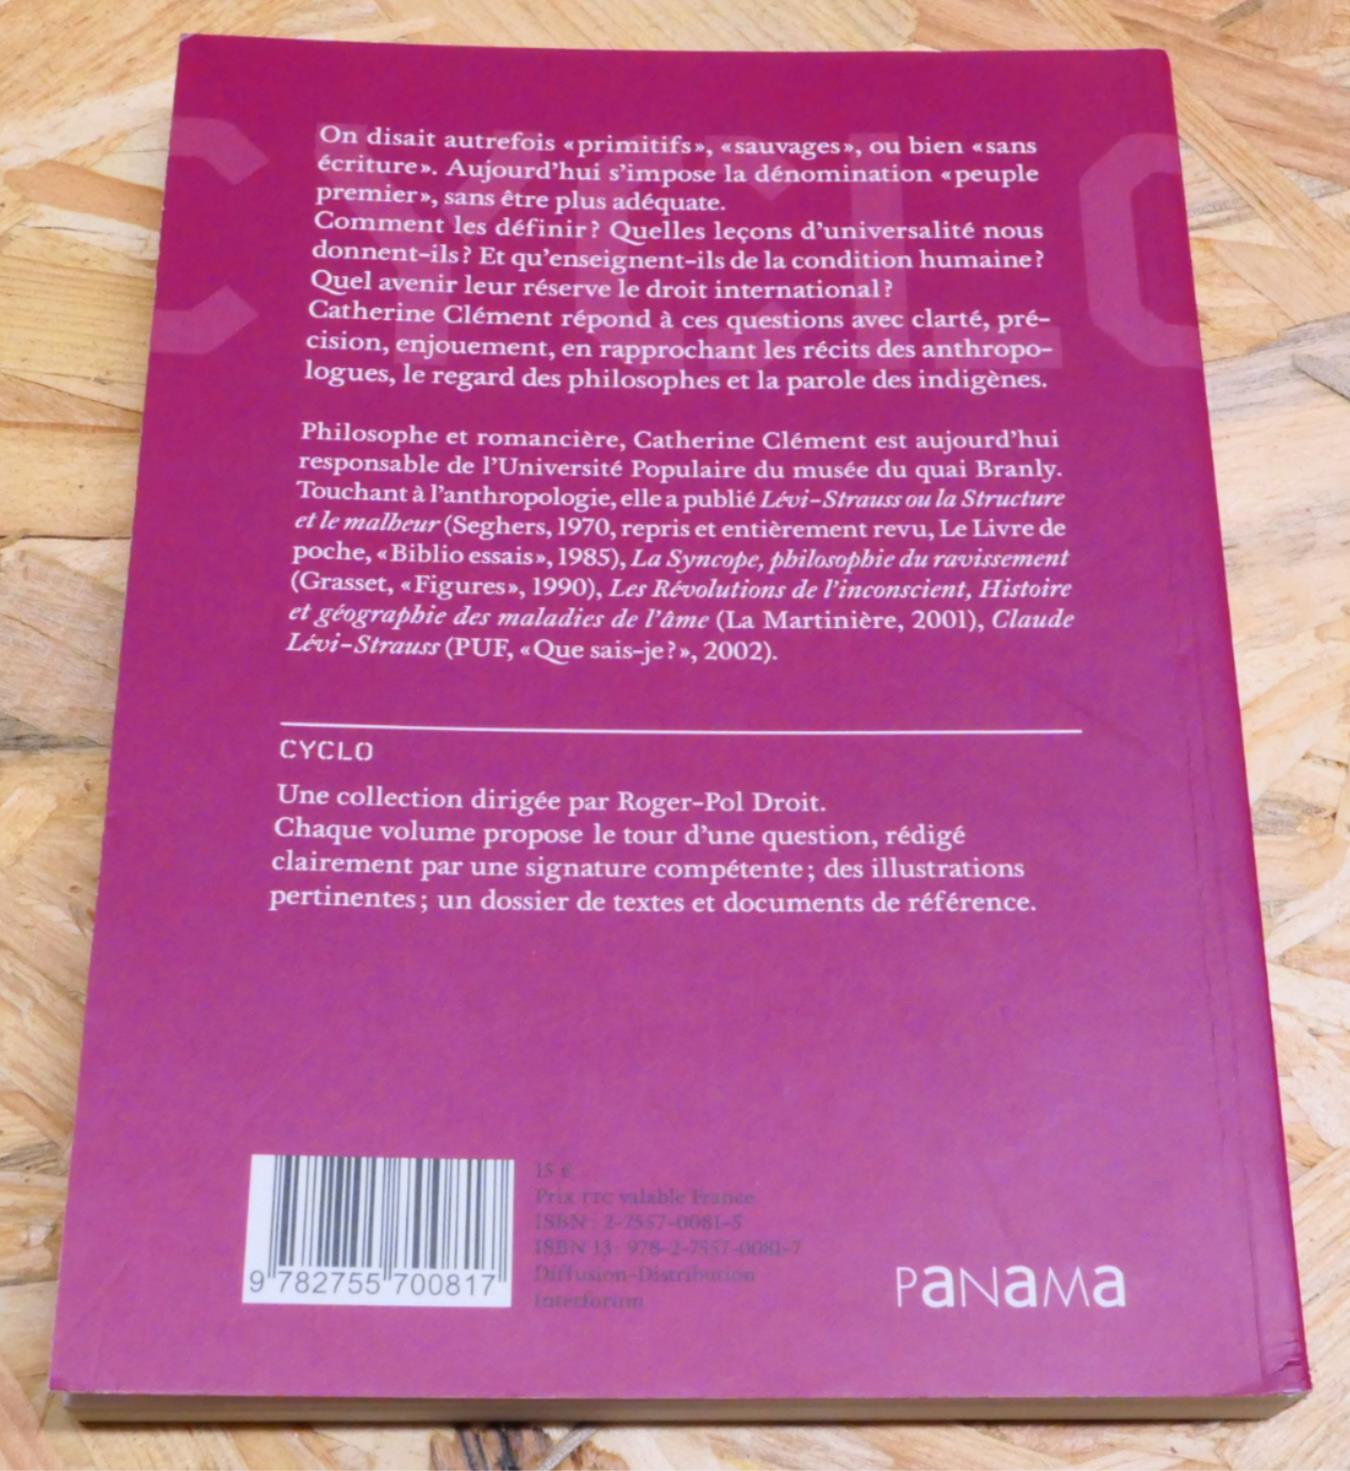 CYCLO
On disait autrefois «primitifs», «sauvages», ou bien «sans
écriture». Aujourd'hui s'impose la dénomination «peuple
premier», sans être plus adéquate.
Comment les définir? Quelles leçons d'universalité nous
donnent-ils? Et qu'enseignent-ils de la condition humaine?
Quel avenir leur réserve le droit international?
Catherine Clément répond à ces questions avec clarté, pré-
cision, enjouement, en rapprochant les récits des anthropo-
logues, le regard des philosophes et la parole des indigènes.
Philosophe et romancière, Catherine Clément est aujourd'hui
responsable de l'Université Populaire du musée du quai Branly.
Touchant à l'anthropologie, elle a publié Lévi-Strauss ou la Structure
et le malheur (Seghers, 1970, repris et entièrement revu, Le Livre de
poche, «Biblio essais», 1985), La Syncope, philosophie du ravissement
(Grasset, «Figures», 1990), Les Révolutions de l'inconscient, Histoire
et géographie des maladies de l'âme (La Martinière, 2001), Claude
Lévi-Strauss (PUF, «Que sais-je?», 2002).
CYCLO
Une collection dirigée par Roger-Pol Droit.
Chaque volume propose le tour d'une question, rédigé
clairement par une signature compétente; des illustrations
pertinentes; un dossier de textes et documents de référence.
15 €
Prix TTC valable France
ISBN : 2-7557-0081-5
ISBN 13 : 978-2-7557-0081-7
Diffusion-Distribution
Interforum
9 782755 700817
PaNaMa